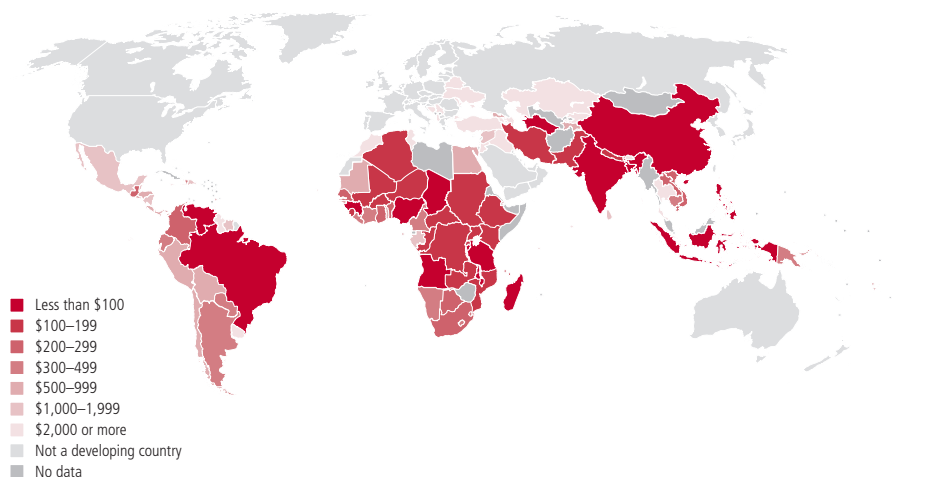 Less than $100
$100–199
$200–299
$300–499
$500–999
$1,000–1,999
$2,000 or more
Not a developing country
No data